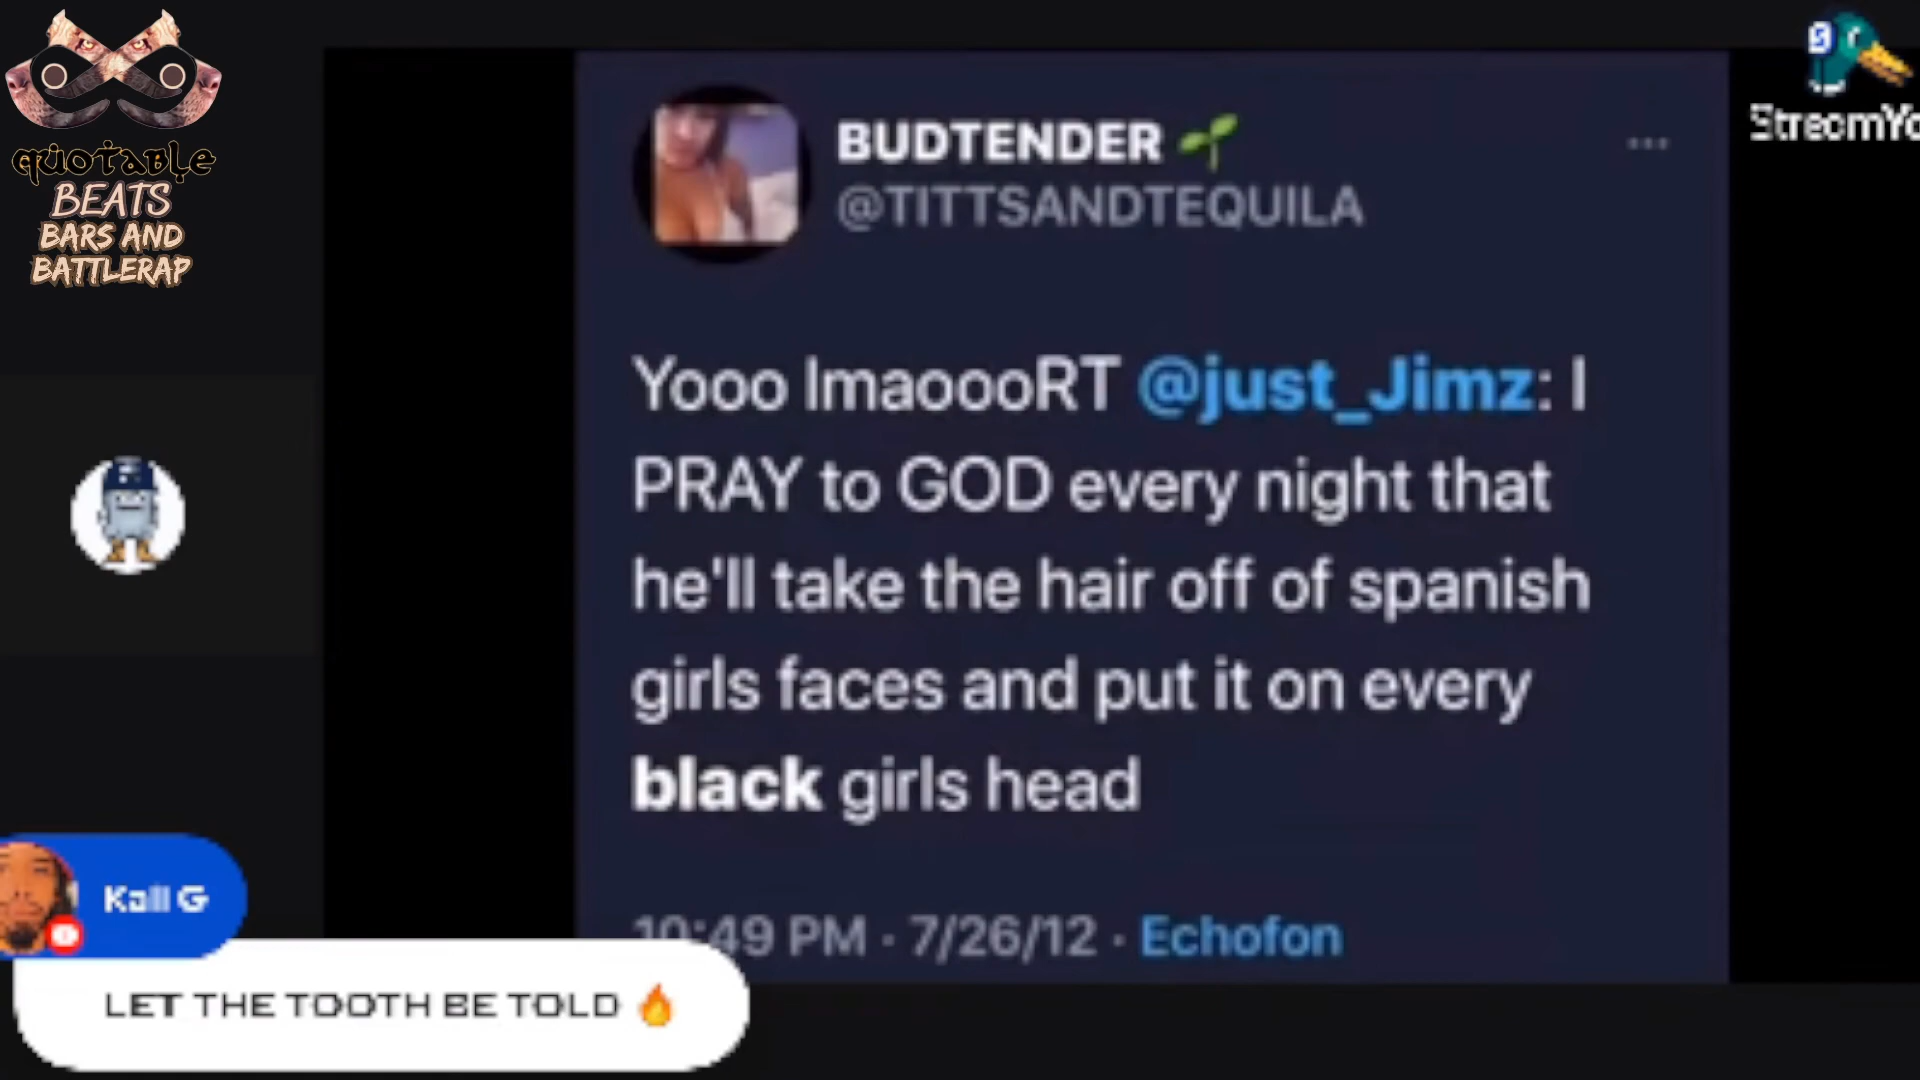 QUOTABLE
BEATS
BARS AND
BATTLERAP
BUDTENDER
@TITTSANDTEQUILA
Yooo lmaoooRT @just_Jimz: I
PRAY to GOD every night that
he'll take the hair off of spanish
girls faces and put it on every
black girls head
10:49 PM · 7/26/12 · Echofon
StreamYa
Kall G
LET THE TOOTH BE TOLD 🔥